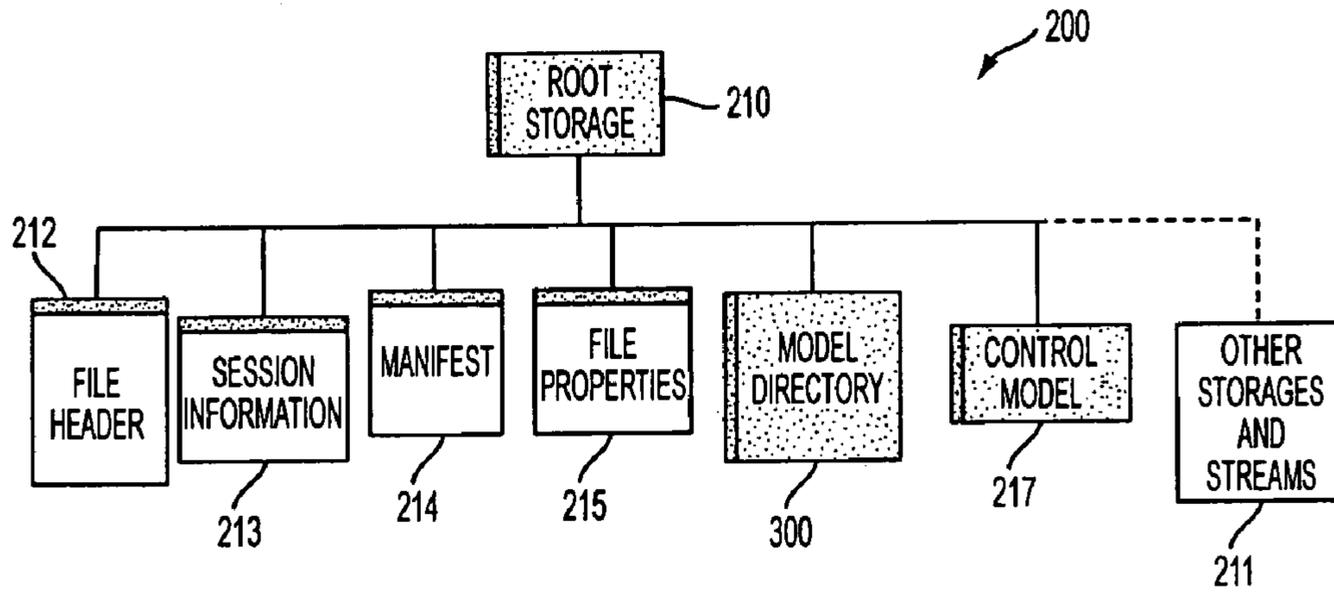 200
ROOT
STORAGE
210
212
FILE
HEADER
SESSION
INFORMATION
213
MANIFEST
214
FILE
PROPERTIES
215
MODEL
DIRECTORY
300
CONTROL
MODEL
217
OTHER
STORAGES
AND
STREAMS
211